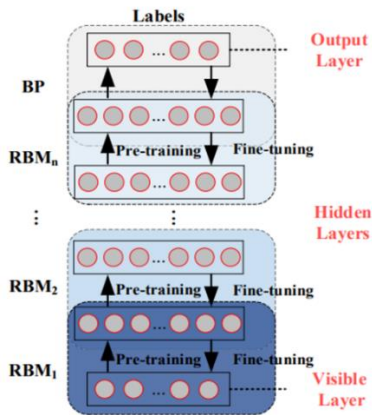 Labels
Output
Layer
BP
RBMn
Pre-training
Fine-tuning
Hidden
Layers
RBM2
Pre-training
Fine-tuning
RBM1
Pre-training
Fine-tuning
Visible
Layer